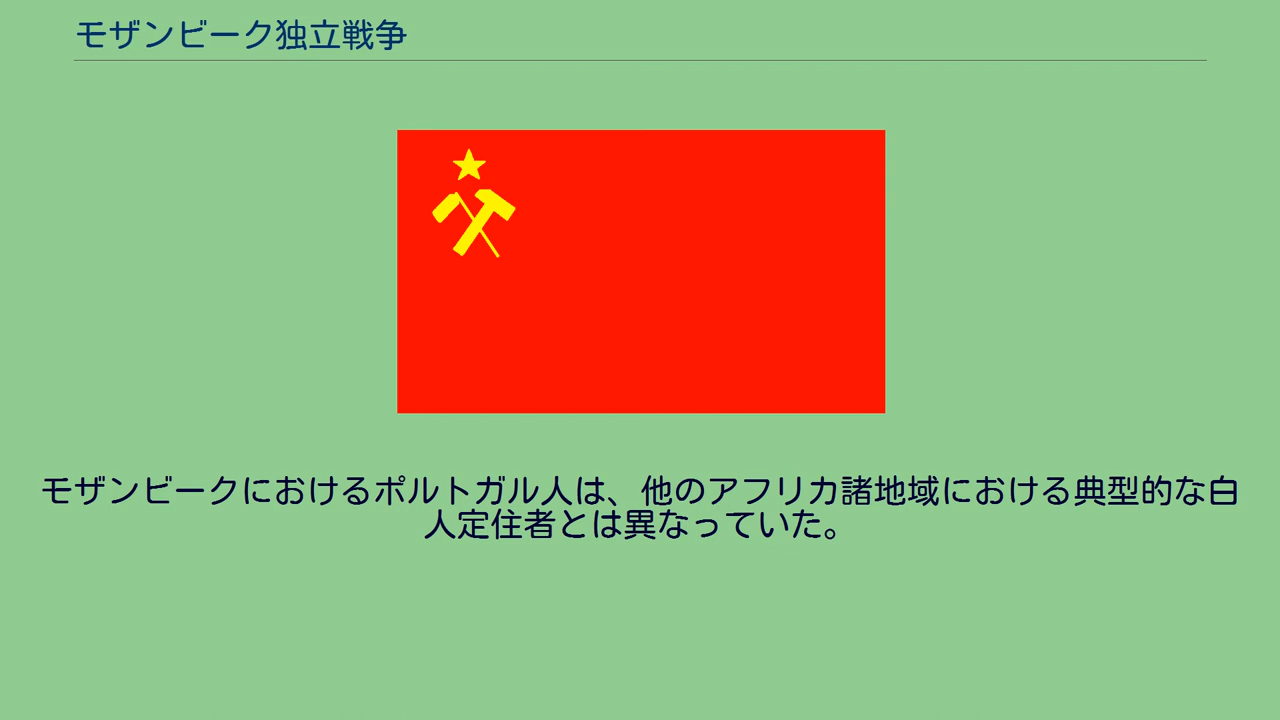 モザンビーク独立戦争
モザンビークにおけるポルトガル人は、他のアフリカ諸地域における典型的な白
人定住者とは異なっていた。